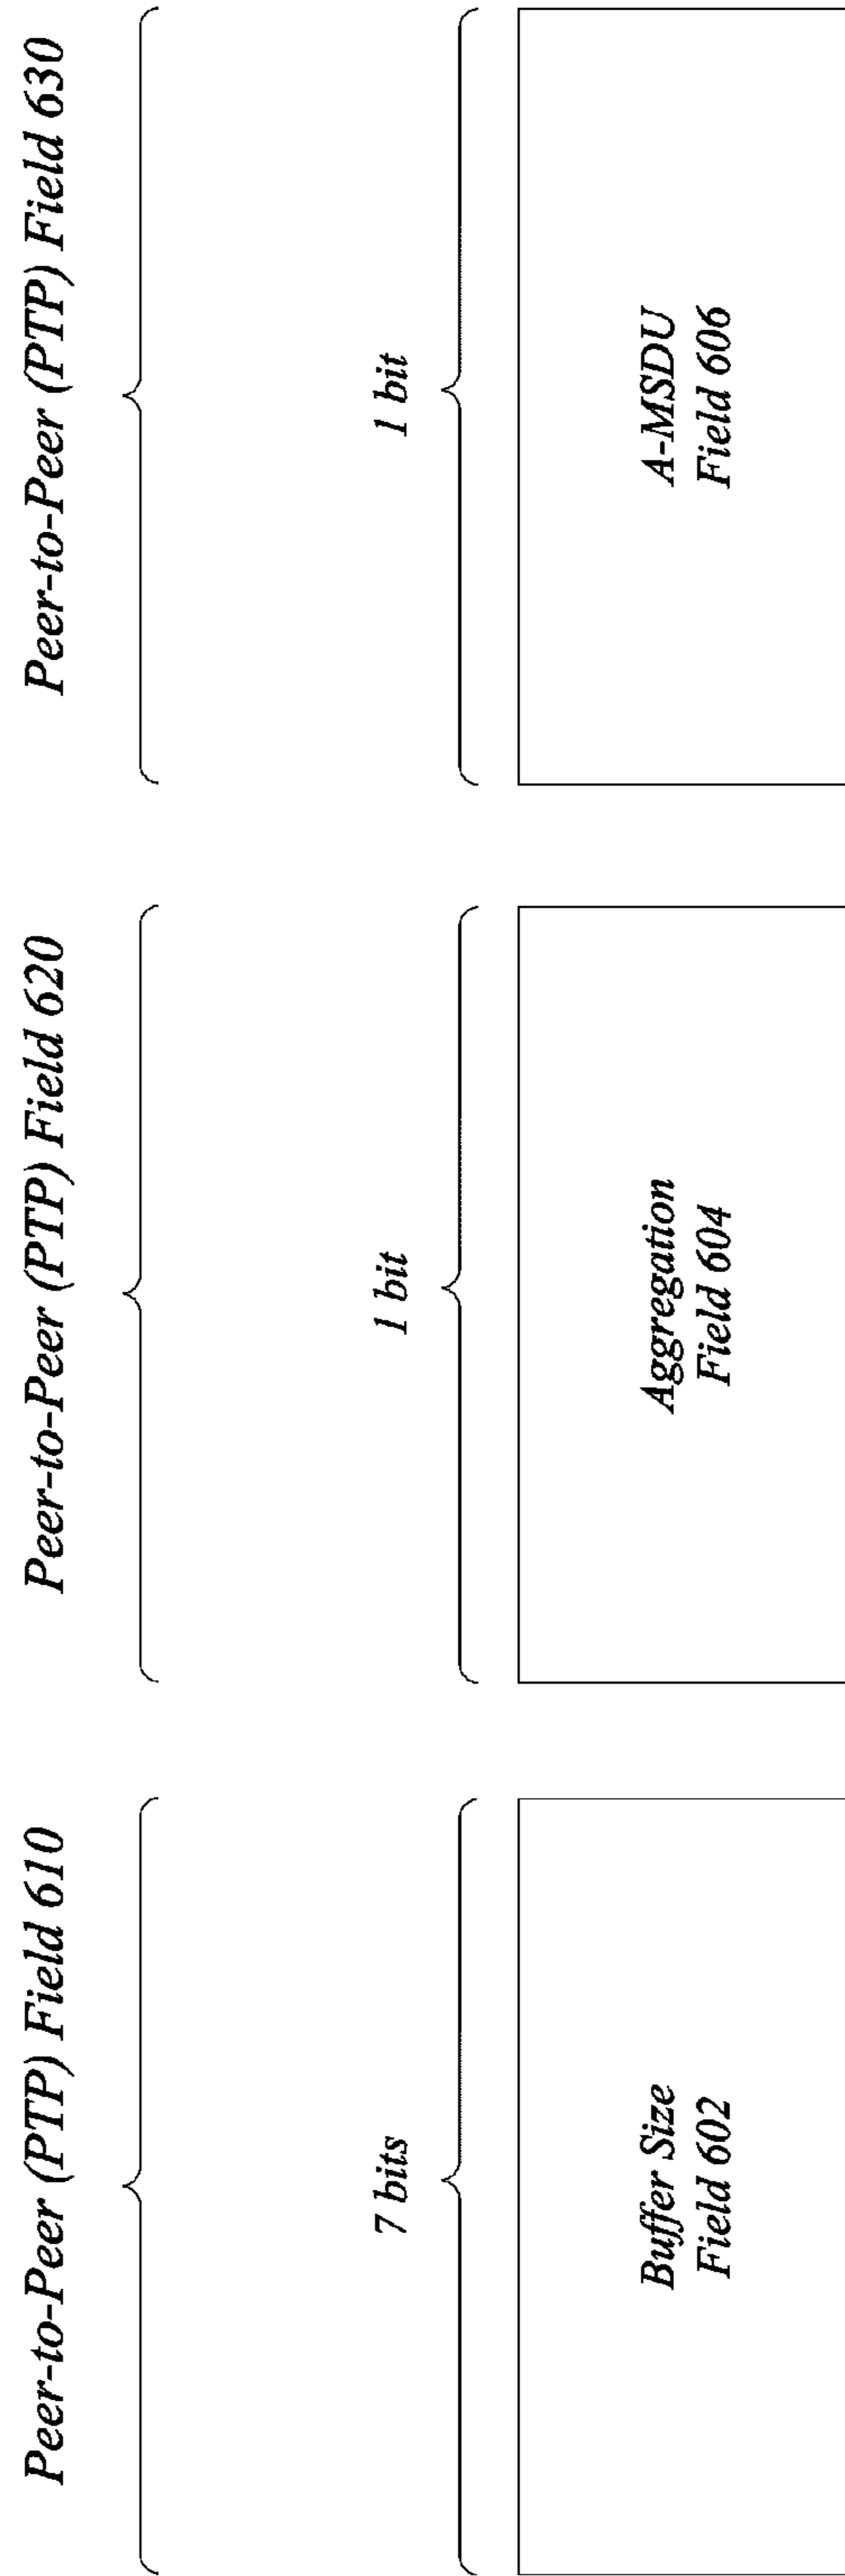 Peer-to-Peer (PTP) Field 610
7 bits
Buffer Size
Field 602
Peer-to-Peer (PTP) Field 620
1 bit
Aggregation
Field 604
Peer-to-Peer (PTP) Field 630
1 bit
A-MSDU
Field 606